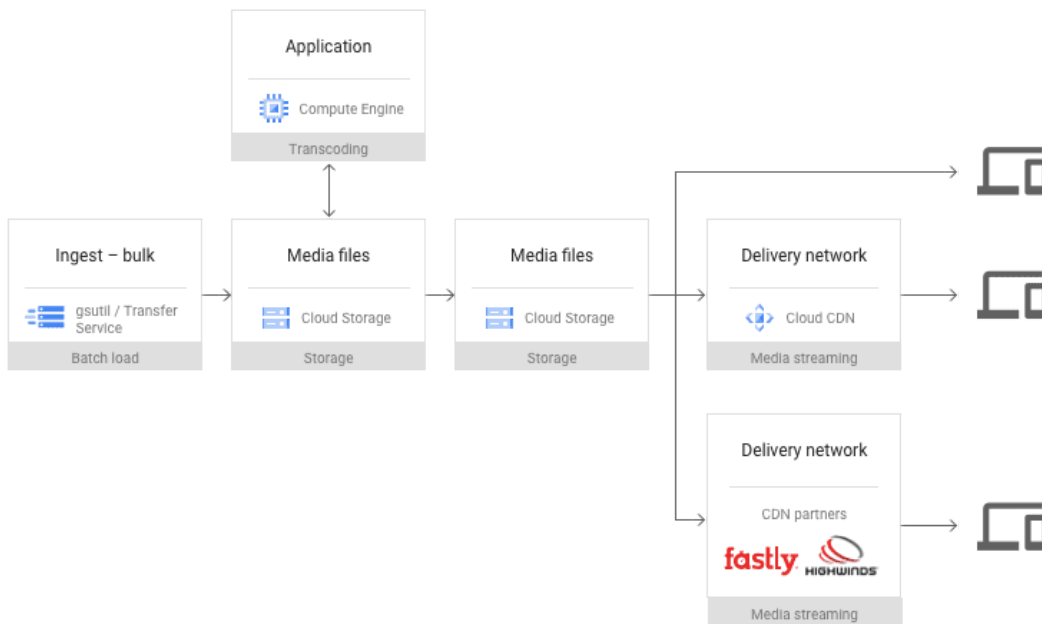 Application
Compute Engine
Transcoding
Ingest – bulk
gsutil / Transfer
Service
Batch load
Media files
Cloud Storage
Storage
Media files
Cloud Storage
Storage
Delivery network
Cloud CDN
Media streaming
Delivery network
CDN partners
fastly
HIGHWINDS
Media streaming